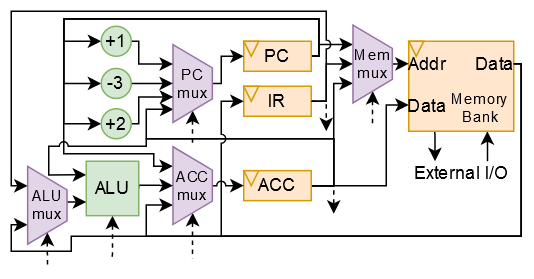 +1
-3
+2
PC
mux
PC
IR
Mem
mux
Addr
Data
Data
Memory
Bank
External I/O
ALU
mux
ALU
ACC
mux
ACC